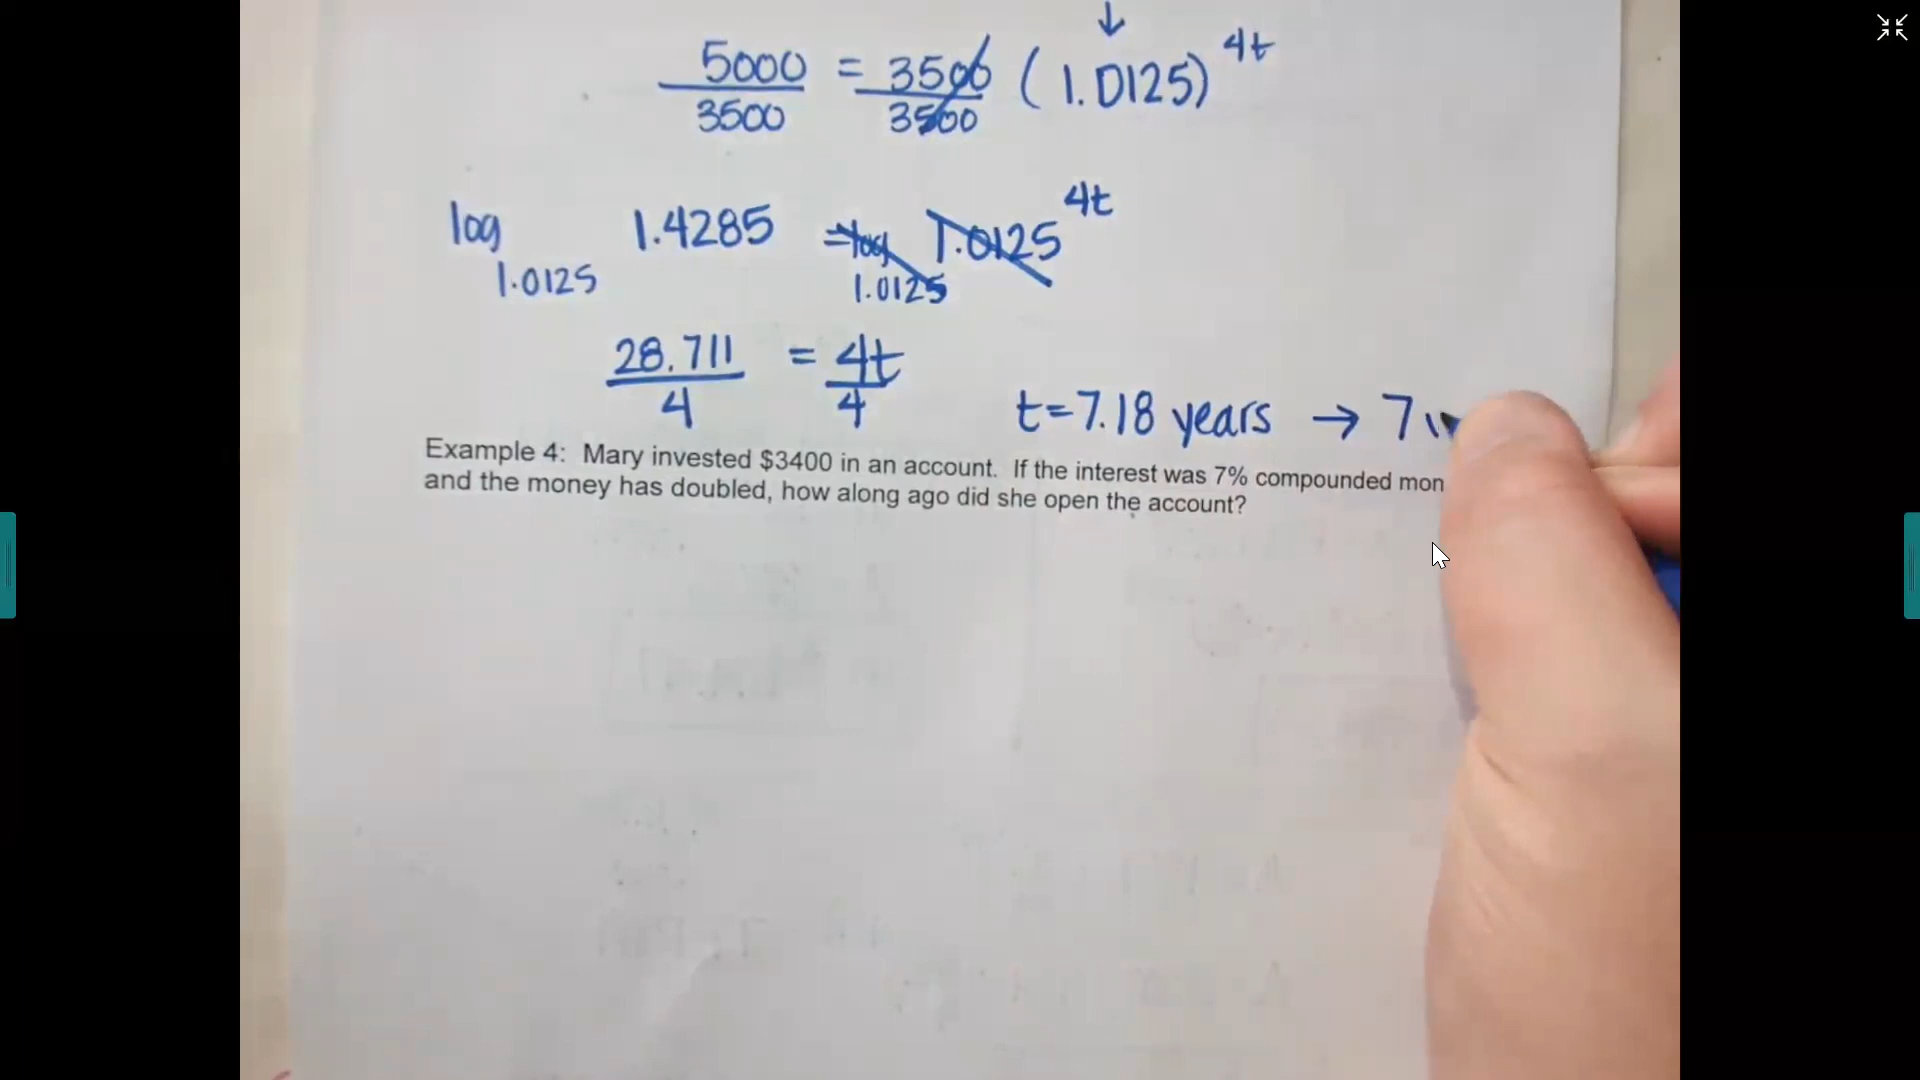 5000 = 3500 (1.0125)^4t
3500 3500
log 1.4285 = log 1.0125^4t
1.0125 1.0125
28.711 = 4t
4 4
t=7.18 years → 7
Example 4: Mary invested $3400 in an account. If the interest was 7% compounded mon
and the money has doubled, how along ago did she open the account?